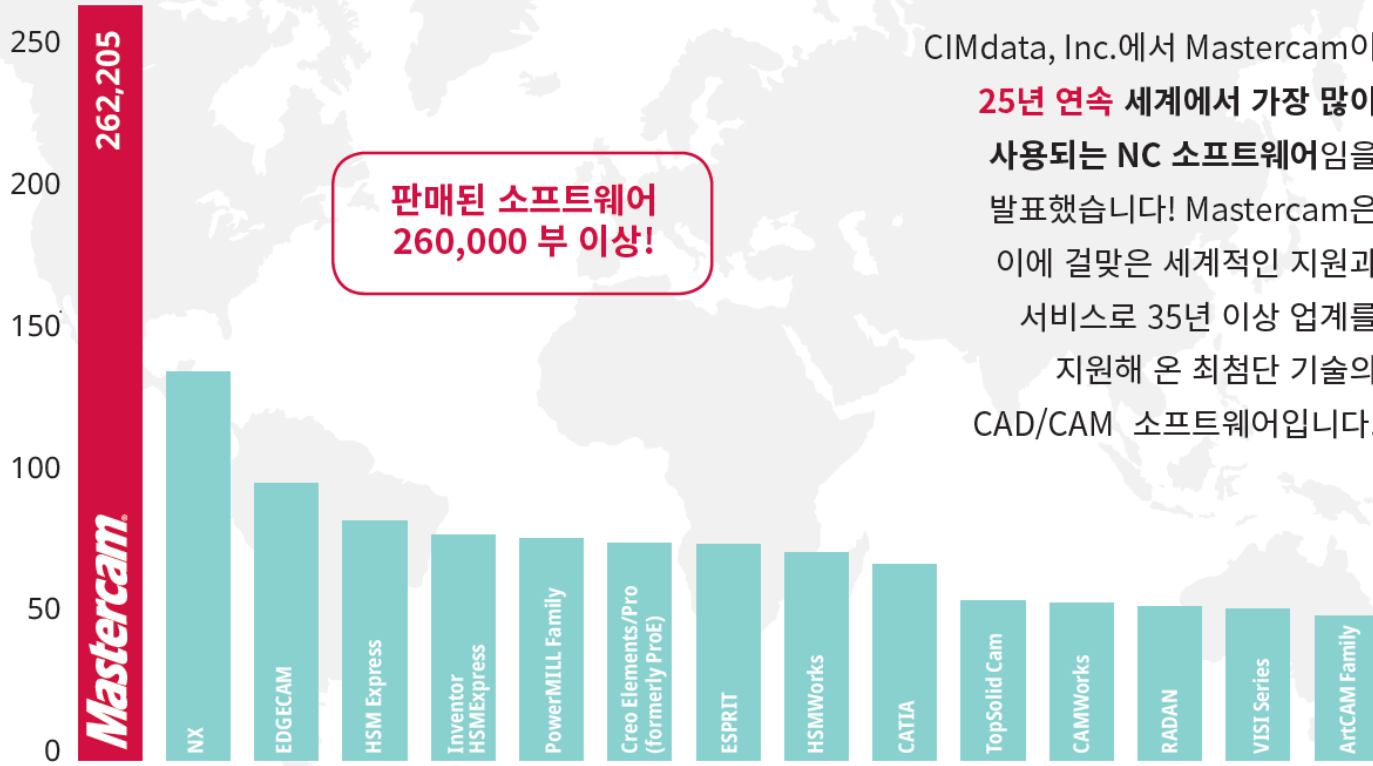 250
200
150
100
50
0
262,205
Mastercam®
NX
EDGECAM
HSM Express
Inventor
HSMExpress
PowerMILL Family
Creo Elements/Pro
(formerly ProE)
ESPRIT
HSMWorks
CATIA
TopSolid Cam
CAMWorks
RADAN
VISI Series
ArtCAM Family
판매된 소프트웨어
260,000 부 이상!
CIMdata, Inc.에서 Mastercam이
25년 연속 세계에서 가장 많이
사용되는 NC 소프트웨어임을
발표했습니다! Mastercam은
이에 걸맞은 세계적인 지원과
서비스로 35년 이상 업계를
지원해 온 최첨단 기술의
CAD/CAM 소프트웨어입니다.